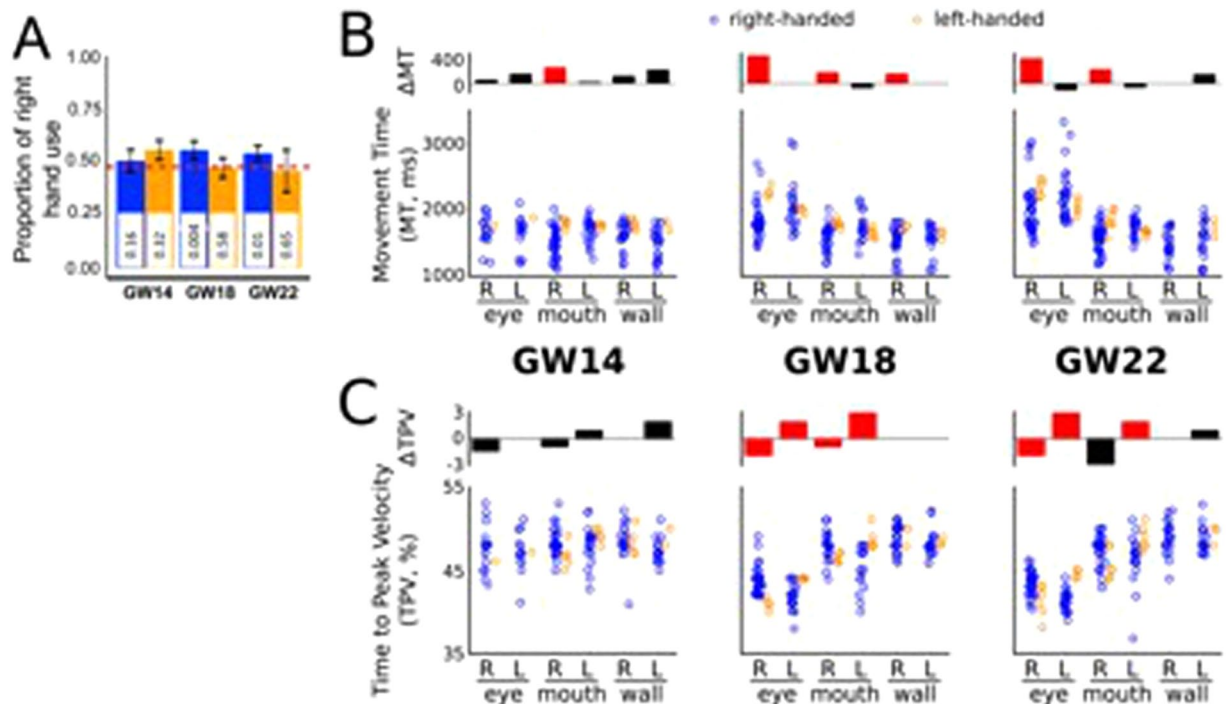 A
Proportion of right
hand use
1.00
0.75
0.50
0.25
0.00
0.16
0.32
0.004
0.58
0.01
0.65
GW14 GW18 GW22
B
right-handed left-handed
ΔMT
400
0
Movement Time
(MT, ms)
3000
2000
1000
R L R L R L
eye mouth wall
R L R L R L
eye mouth wall
R L R L R L
eye mouth wall
GW14 GW18 GW22
C
ΔTPV
3
0
-3
Time to Peak Velocity
(TPV, %)
55
45
35
R L R L R L
eye mouth wall
R L R L R L
eye mouth wall
R L R L R L
eye mouth wall